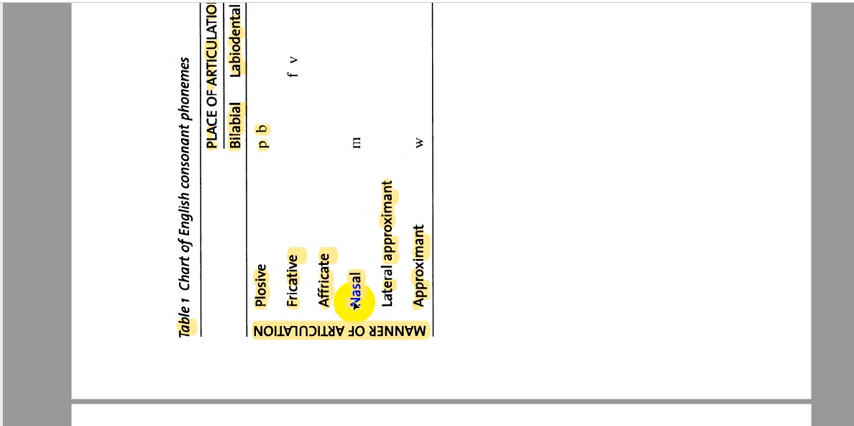 Table 1 Chart of English consonant phonemes
PLACE OF ARTICULATIO
Bilabial Labiodental
Plosive p b
Fricative f v
Affricate
Nasal m
Lateral approximant
Approximant w
MANNER OF ARTICULATION